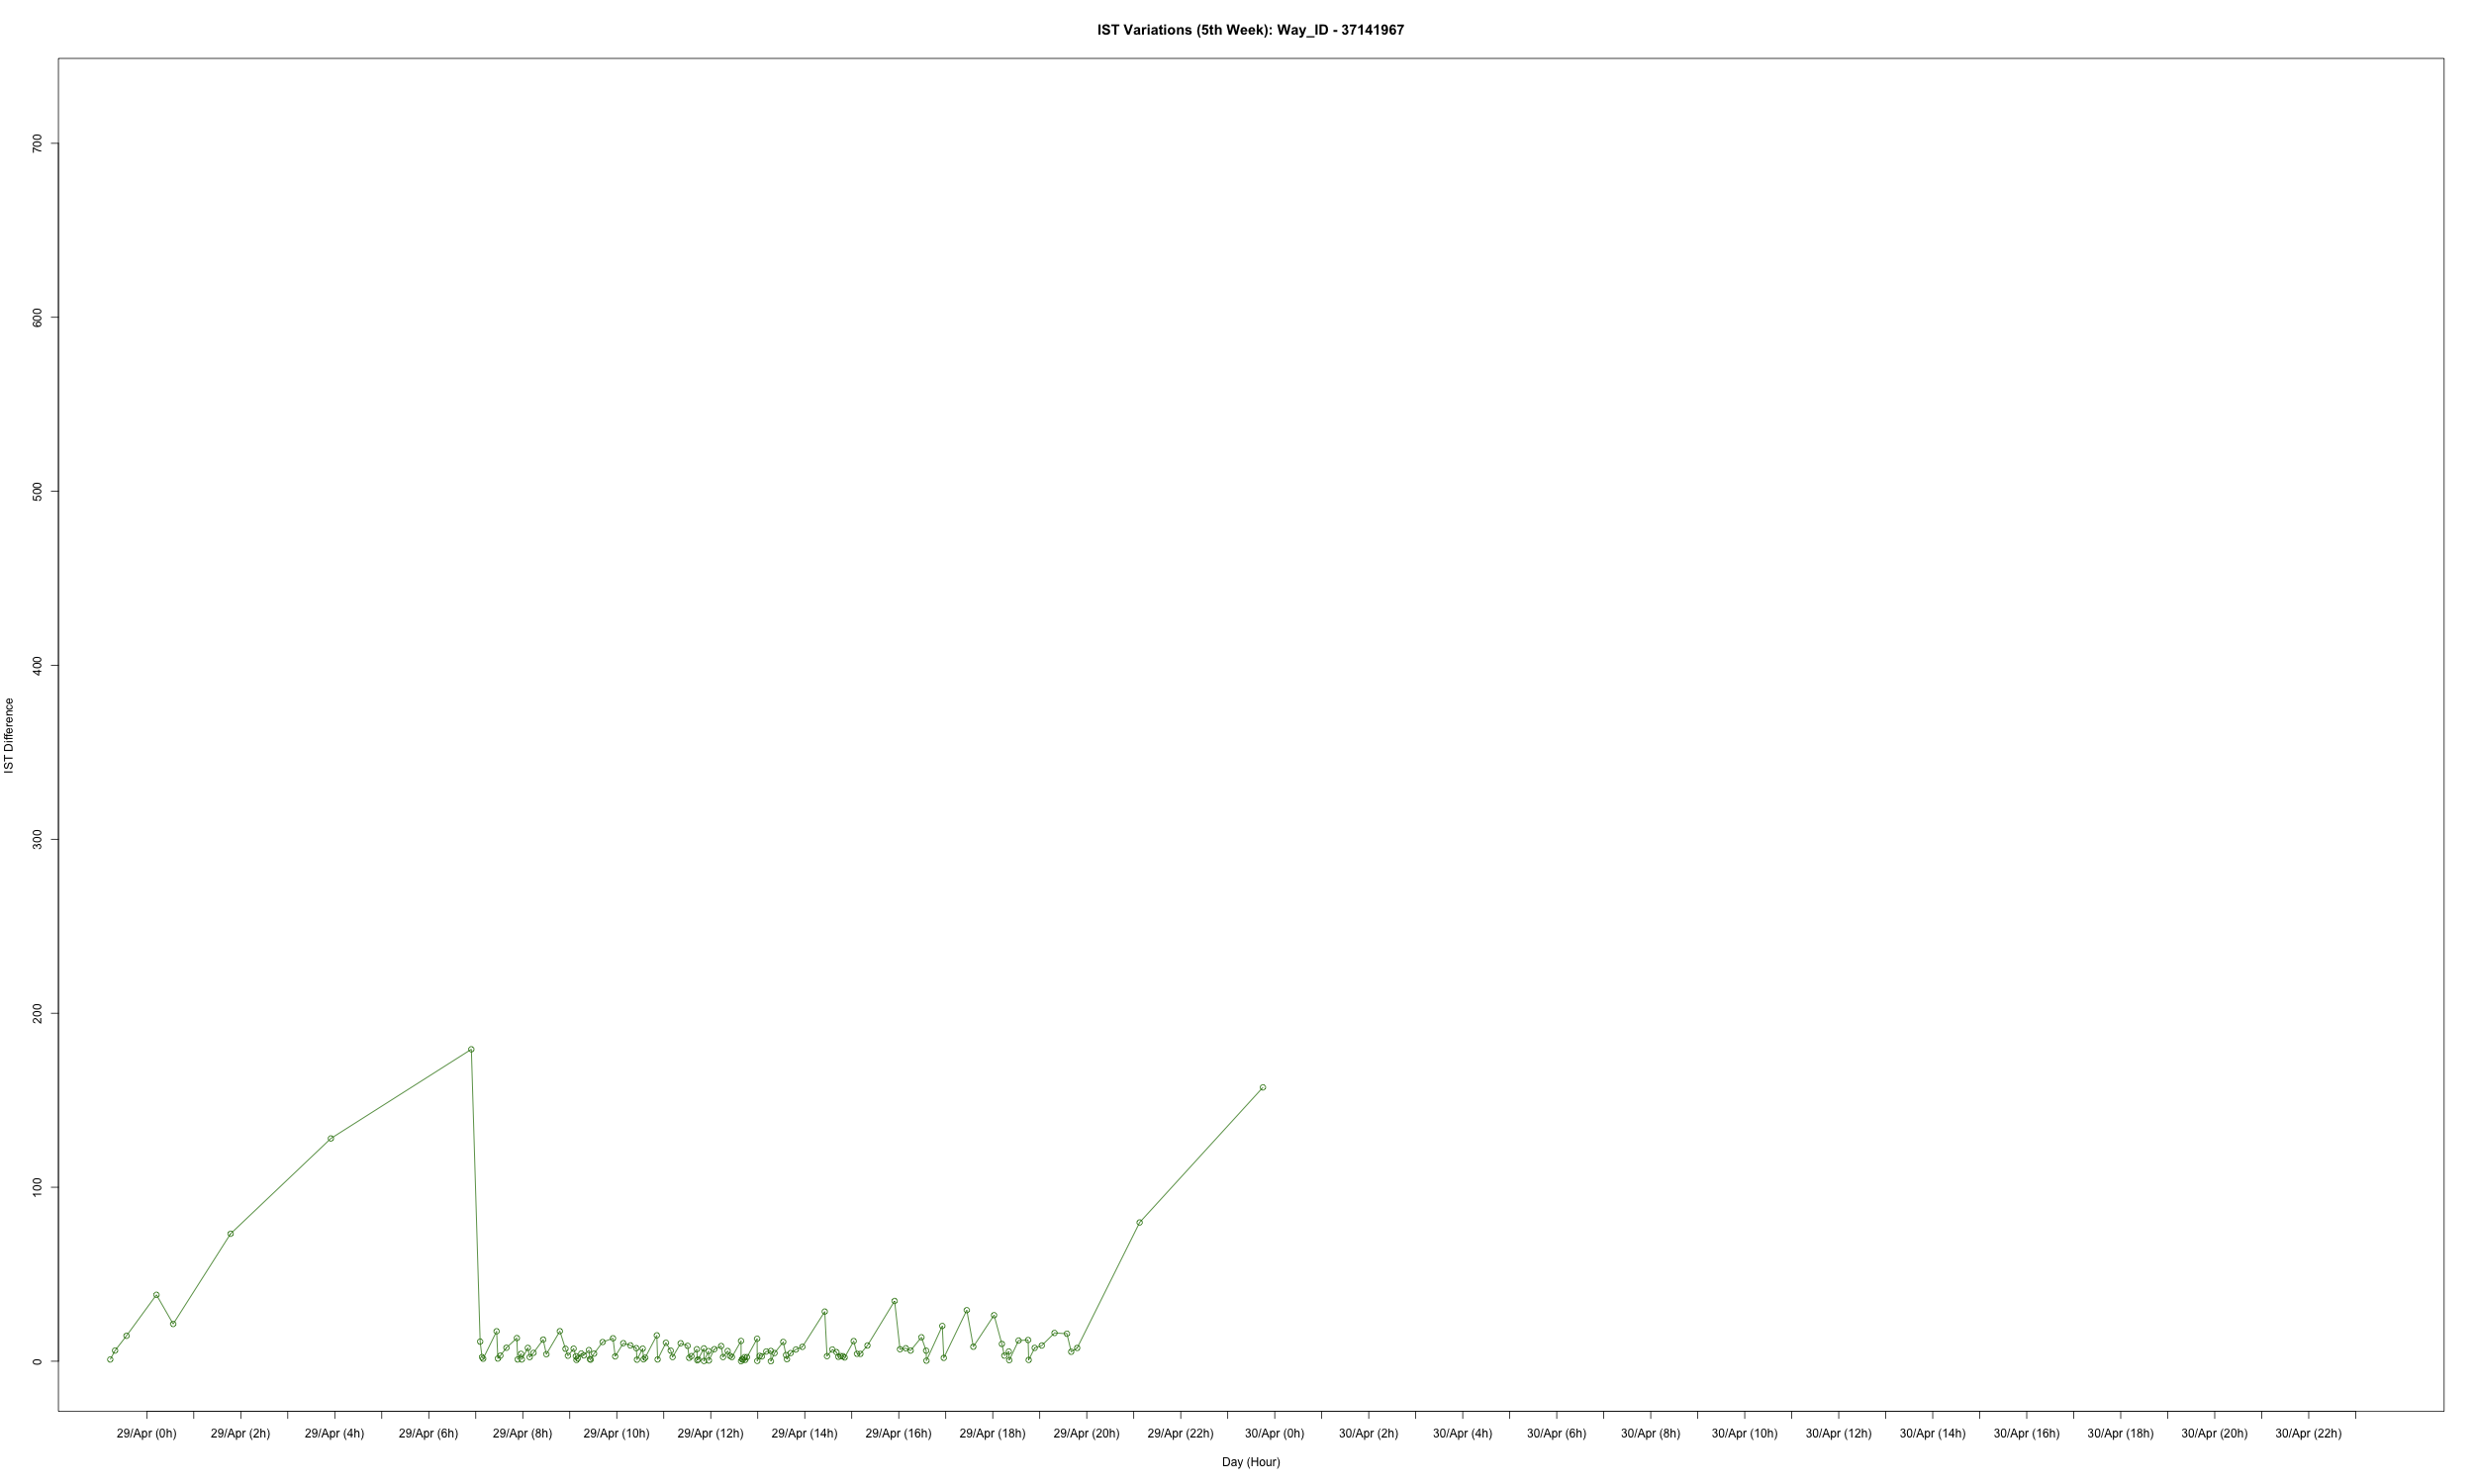 IST Variations (5th Week): Way_ID - 37141967
700
600
500
400
300
200
100
0
IST Difference
29/Apr (0h) 29/Apr (2h) 29/Apr (4h) 29/Apr (6h) 29/Apr (8h) 29/Apr (10h) 29/Apr (12h) 29/Apr (14h) 29/Apr (16h) 29/Apr (18h) 29/Apr (20h) 29/Apr (22h) 30/Apr (0h) 30/Apr (2h) 30/Apr (4h) 30/Apr (6h) 30/Apr (8h) 30/Apr (10h) 30/Apr (12h) 30/Apr (14h) 30/Apr (16h) 30/Apr (18h) 30/Apr (20h) 30/Apr (22h)
Day (Hour)